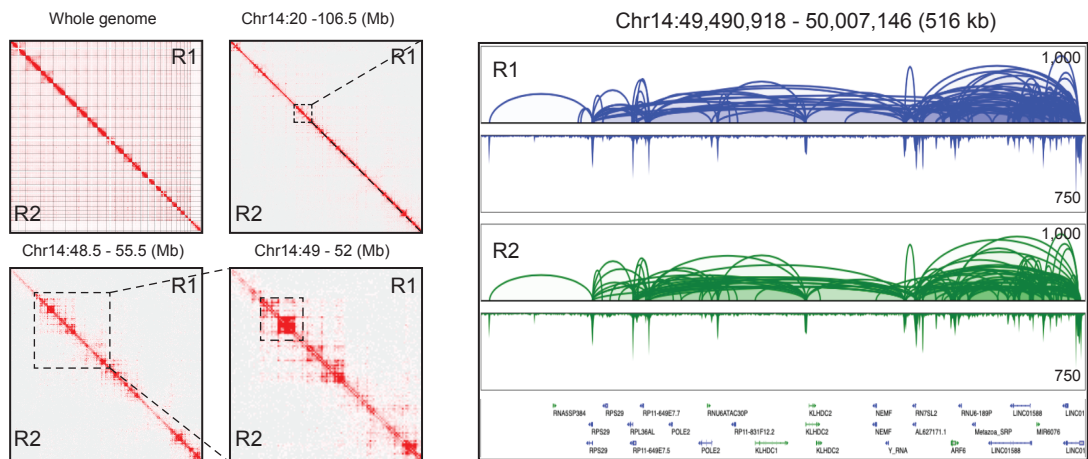 Whole genome
R1
R2
Chr14:20 -106.5 (Mb)
R1
R2
Chr14:48.5 - 55.5 (Mb)
R1
R2
Chr14:49 - 52 (Mb)
R1
R2
Chr14:49,490,918 - 50,007,146 (516 kb)
R1
1,000
750
R2
1,000
750
RNA5SP384 RPS29 RP11-649E7.7 RNU6ATAC30P KLHDC2 NEMF RN7SL2 RNU6-189P LINC01588 LINC01
RPS29 RPL36AL POLE2 RP11-831F12.2 KLHDC2 NEMF AL627171.1 Metazoa_SRP MIR6076
RPS29 RP11-649E7.5 POLE2 KLHDC1 KLHDC2 Y_RNA ARF6 LINC01588 LINC01